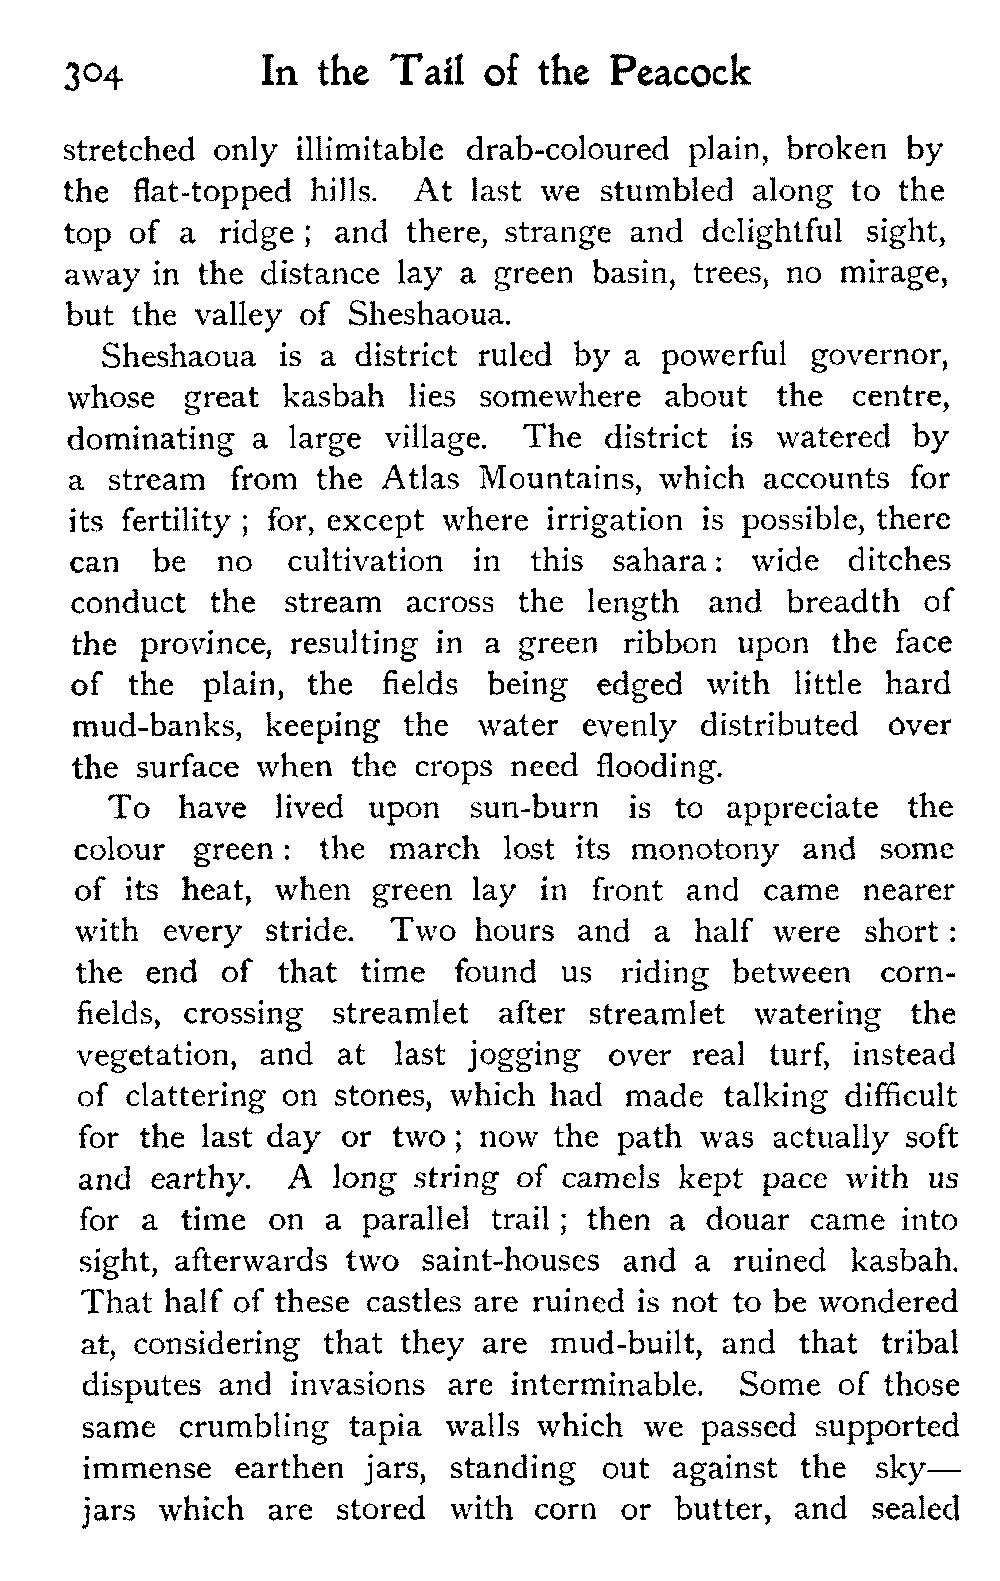 304 In the Tail of the Peacock
stretched only illimitable drab-coloured plain, broken by
the flat-topped hills. At last we stumbled along to the
top of a ridge ; and there, strange and delightful sight,
away in the distance lay a green basin, trees, no mirage,
but the valley of Sheshaoua.
Sheshaoua is a district ruled by a powerful governor,
whose great kasbah lies somewhere about the centre,
dominating a large village. The district is watered by
a stream from the Atlas Mountains, which accounts for
its fertility ; for, except where irrigation is possible, there
can be no cultivation in this sahara : wide ditches
conduct the stream across the length and breadth of
the province, resulting in a green ribbon upon the face
of the plain, the fields being edged with little hard
mud-banks, keeping the water evenly distributed over
the surface when the crops need flooding.
To have lived upon sun-burn is to appreciate the
colour green : the march lost its monotony and some
of its heat, when green lay in front and came nearer
with every stride. Two hours and a half were short :
the end of that time found us riding between corn-
fields, crossing streamlet after streamlet watering the
vegetation, and at last jogging over real turf, instead
of clattering on stones, which had made talking difficult
for the last day or two ; now the path was actually soft
and earthy. A long string of camels kept pace with us
for a time on a parallel trail ; then a douar came into
sight, afterwards two saint-houses and a ruined kasbah.
That half of these castles are ruined is not to be wondered
at, considering that they are mud-built, and that tribal
disputes and invasions are interminable. Some of those
same crumbling tapia walls which we passed supported
immense earthen jars, standing out against the sky—
jars which are stored with corn or butter, and sealed